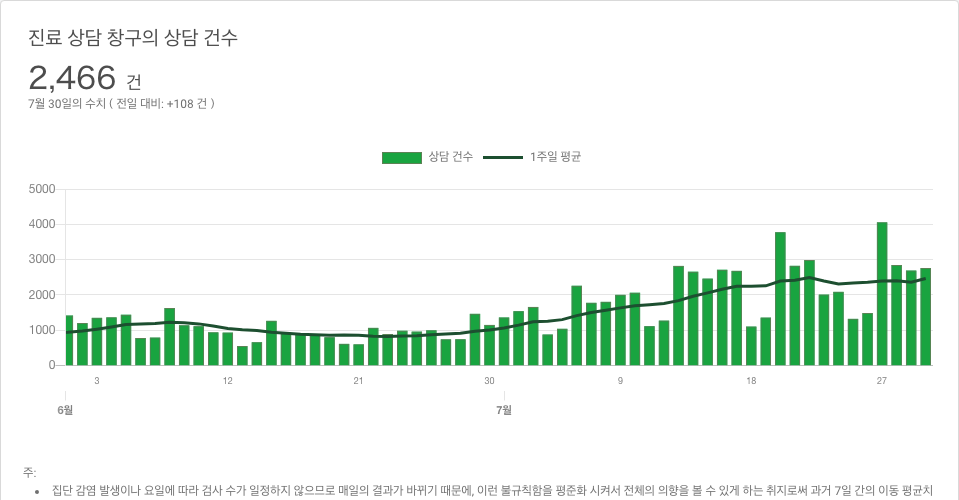 진료 상담 창구의 상담 건수
2,466 건
7월 30일의 수치 ( 전일 대비: +108 건 )
상담 건수 1주일 평균
5000
4000
3000
2000
1000
0
3 12 21 30 9 18 27
6월 7월
주:
• 집단 감염 발생이나 요일에 따라 검사 수가 일정하지 않으므로 매일의 결과가 바뀌기 때문에, 이런 불규칙함을 평준화 시켜서 전체의 의향을 볼 수 있게 하는 취지로써 과거 7일 간의 이동 평균치